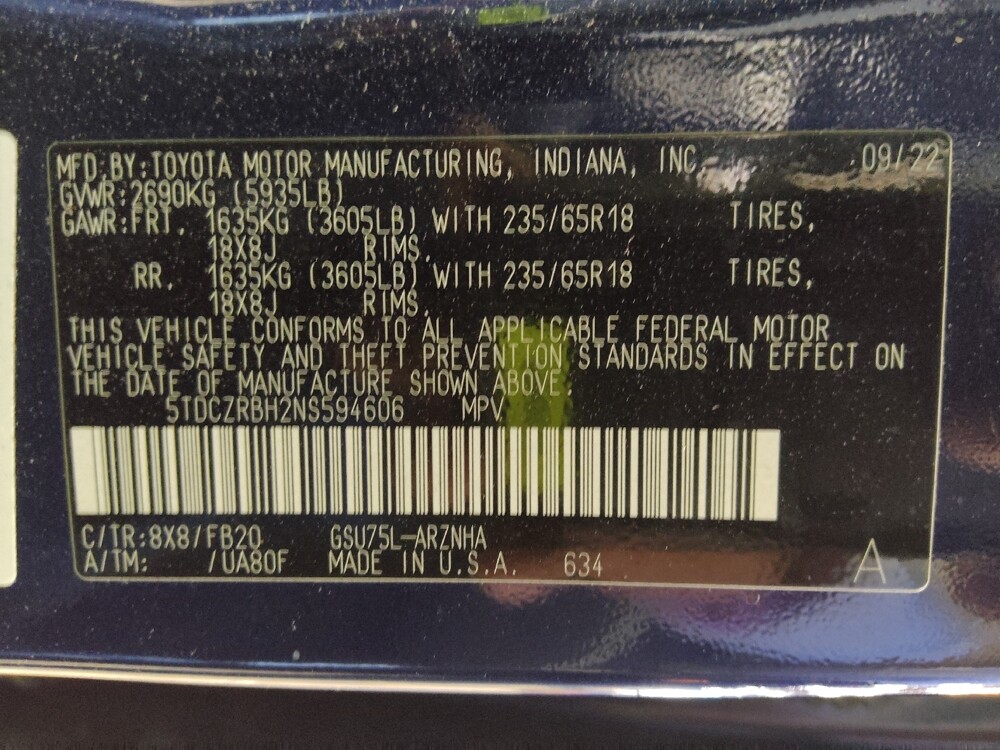 MFD.BY:TOYOTA MOTOR MANUFACTURING, INDIANA, INC. 09/22
GVWR:2690KG (5935LB)
GAWR:FRT. 1635KG (3605LB) WITH 235/65R18 TIRES,
18X8J RIMS,
RR. 1635KG (3605LB) WITH 235/65R18 TIRES,
18X8J RIMS,
THIS VEHICLE CONFORMS TO ALL APPLICABLE FEDERAL MOTOR
VEHICLE SAFETY AND THEFT PREVENTION STANDARDS IN EFFECT ON
THE DATE OF MANUFACTURE SHOWN ABOVE.
5TDCZRBH2NS594606 MPV
C/TR:8X8/FB20 GSU75L-ARZNHA
A/TM: /UA80F MADE IN U.S.A. 634 A